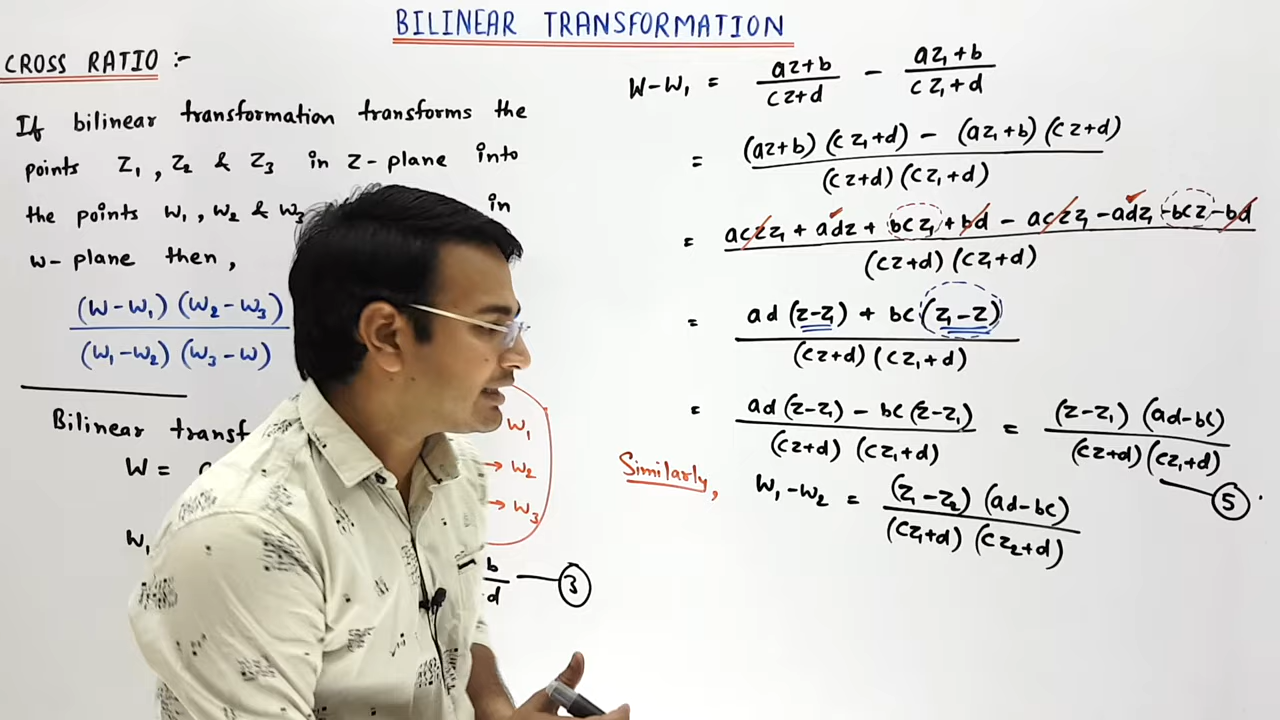 BILINEAR TRANSFORMATION
CROSS RATIO :-
If bilinear transformation transforms the
points Z₁, Z₂ & Z₃ in Z-plane into
the points W₁, W₂ & W₃ in
W-plane then,
(W-W₁) (W₂-W₃)
(W₁-W₂) (W₃-W)
Bilinear transf
W =
W₁
W₁
→ W₂
→ W₃
b/d — ③
W-W₁ = (az+b)/(cz+d) - (az₁+b)/(cz₁+d)
= ((az+b)(cz₁+d) - (az₁+b)(cz+d))/((cz+d)(cz₁+d))
= (aczz₁ + adz + bcz₁ + bd - aczz₁ - adz₁ - bcz - bd)/((cz+d)(cz₁+d))
= (ad(z-z₁) + bc(z₁-z))/((cz+d)(cz₁+d))
= (ad(z-z₁) - bc(z-z₁))/((cz+d)(cz₁+d)) = ((z-z₁)(ad-bc))/((cz+d)(cz₁+d)) — ⑤
Similarly, W₁-W₂ = ((z₁-z₂)(ad-bc))/((cz₁+d)(cz₂+d))